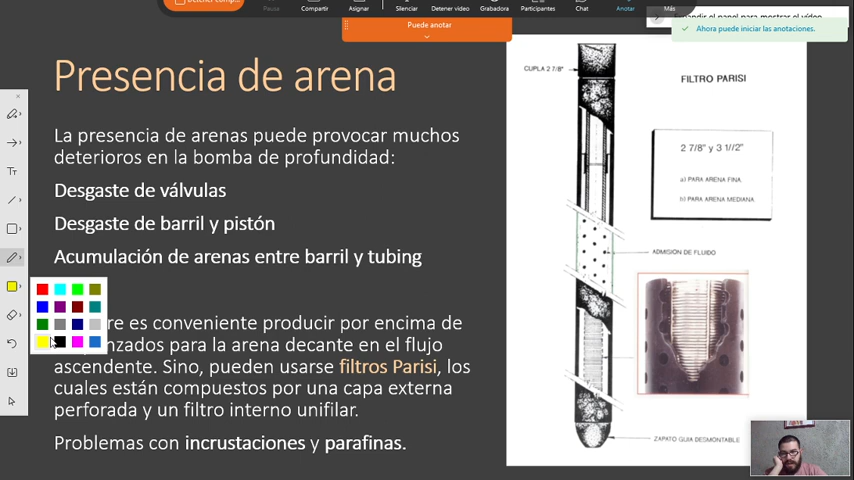 Pausa
Compartir
Asignar
Silenciar
Detener video
Grabadora
Participantes
Chat
Anotar
Más
Puede anotar
Ahora puede iniciar las anotaciones.
Presencia de arena
La presencia de arenas puede provocar muchos
deterioros en la bomba de profundidad:
Desgaste de válvulas
Desgaste de barril y pistón
Acumulación de arenas entre barril y tubing
re es conveniente producir por encima de
para la arena decante en el flujo
ascendente. Sino, pueden usarse filtros Parisi, los
cuales están compuestos por una capa externa
perforada y un filtro interno unifilar.
Problemas con incrustaciones y parafinas.
CUPLA 2 7/8"
FILTRO PARISI
2 7/8" y 3 1//2"
a) PARA ARENA FINA
b) PARA ARENA MEDIANA
ADMISION DE FLUIDO
ZAPATO GUIA DESMONTABLE